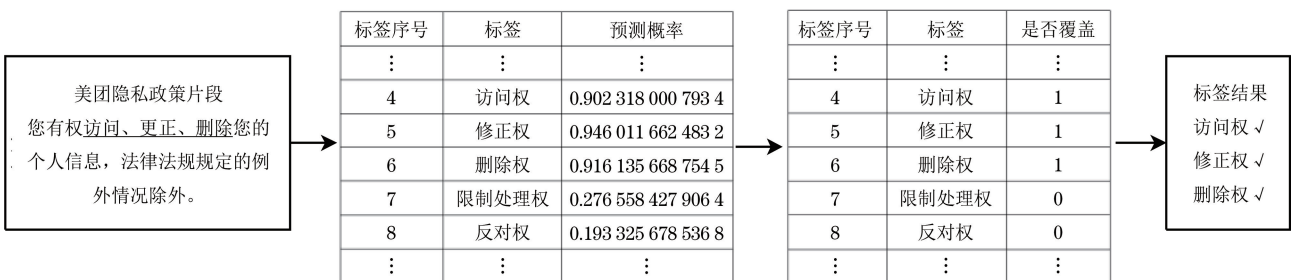 美团隐私政策片段
您有权访问、更正、删除您的
个人信息，法律法规规定的例
外情况除外。
标签序号 标签 预测概率
⋮ ⋮ ⋮
4 访问权 0.902 318 000 793 4
5 修正权 0.946 011 662 483 2
6 删除权 0.916 135 668 754 5
7 限制处理权 0.276 558 427 906 4
8 反对权 0.193 325 678 536 8
⋮ ⋮ ⋮
标签序号 标签 是否覆盖
⋮ ⋮ ⋮
4 访问权 1
5 修正权 1
6 删除权 1
7 限制处理权 0
8 反对权 0
⋮ ⋮ ⋮
标签结果
访问权 √
修正权 √
删除权 √